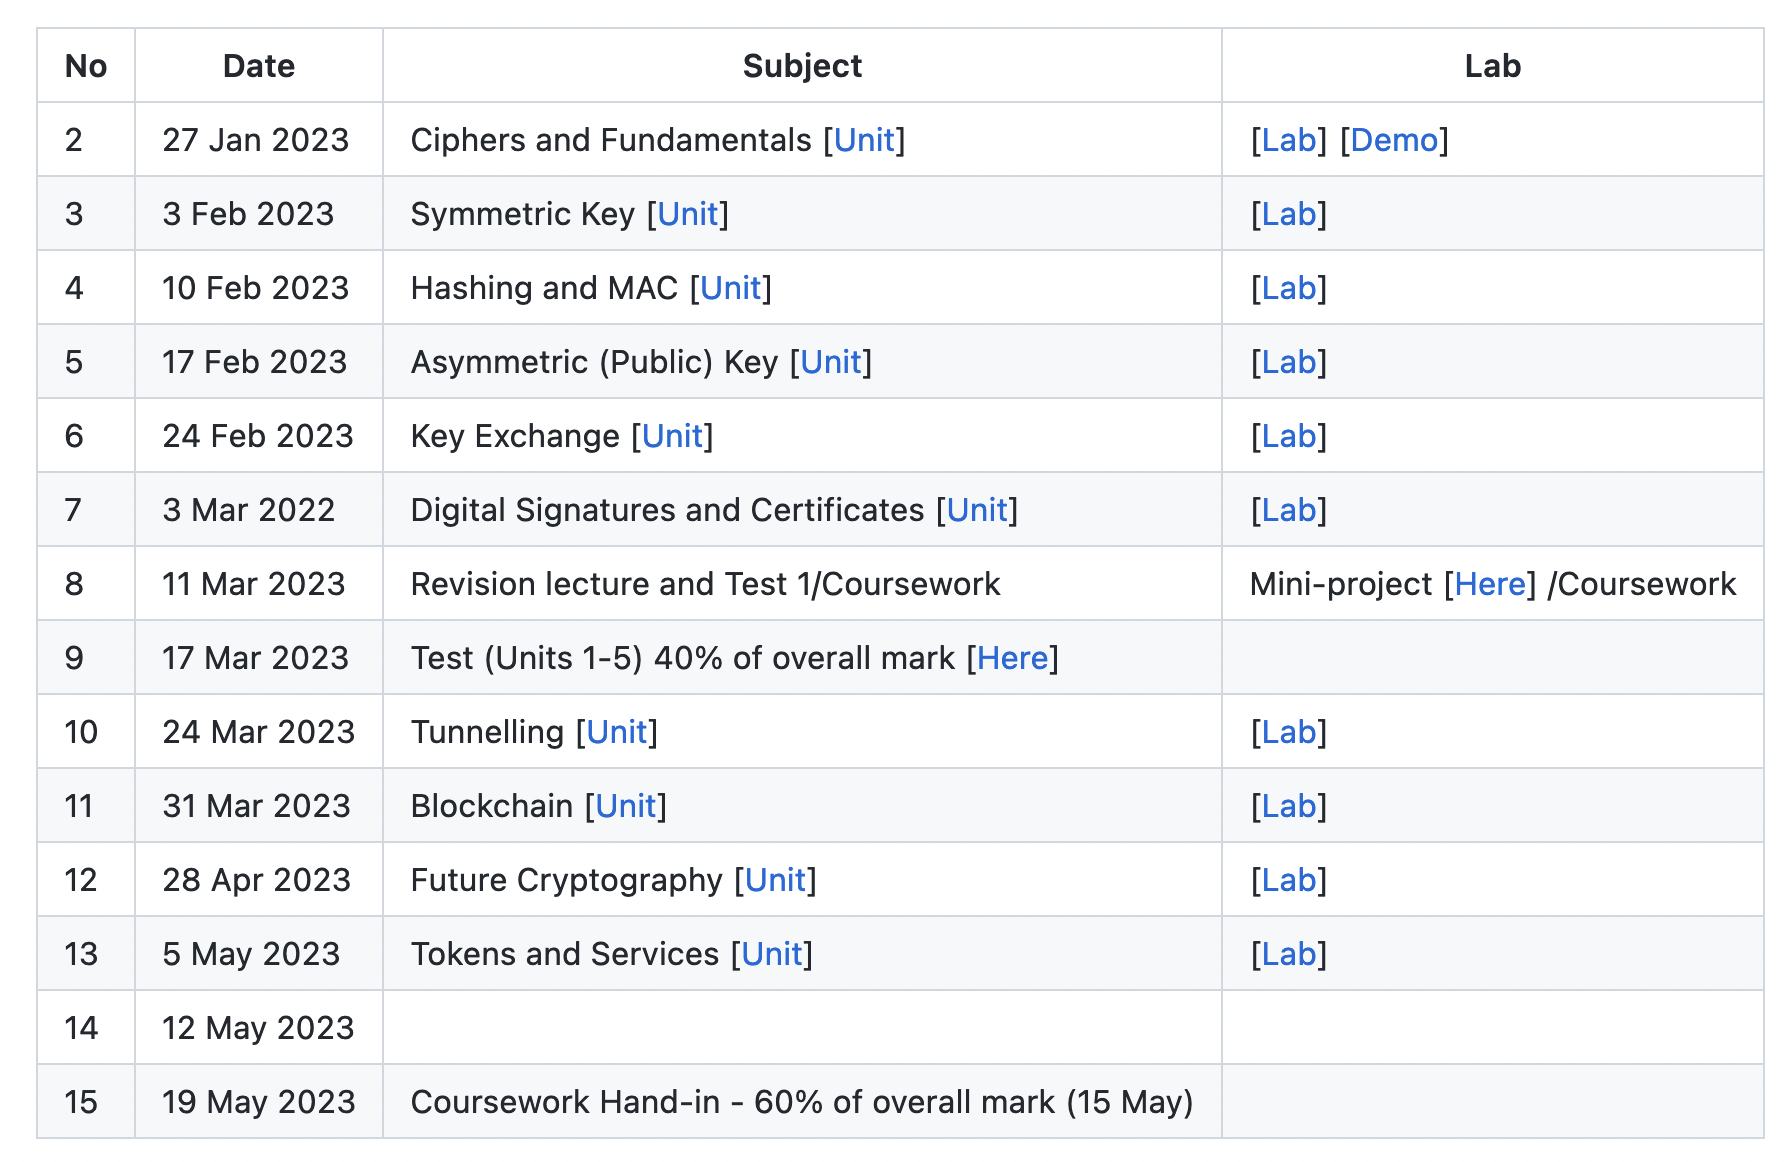 No Date Subject Lab
2 27 Jan 2023 Ciphers and Fundamentals [Unit] [Lab] [Demo]
3 3 Feb 2023 Symmetric Key [Unit] [Lab]
4 10 Feb 2023 Hashing and MAC [Unit] [Lab]
5 17 Feb 2023 Asymmetric (Public) Key [Unit] [Lab]
6 24 Feb 2023 Key Exchange [Unit] [Lab]
7 3 Mar 2022 Digital Signatures and Certificates [Unit] [Lab]
8 11 Mar 2023 Revision lecture and Test 1/Coursework Mini-project [Here] /Coursework
9 17 Mar 2023 Test (Units 1-5) 40% of overall mark [Here]
10 24 Mar 2023 Tunnelling [Unit] [Lab]
11 31 Mar 2023 Blockchain [Unit] [Lab]
12 28 Apr 2023 Future Cryptography [Unit] [Lab]
13 5 May 2023 Tokens and Services [Unit] [Lab]
14 12 May 2023
15 19 May 2023 Coursework Hand-in - 60% of overall mark (15 May)